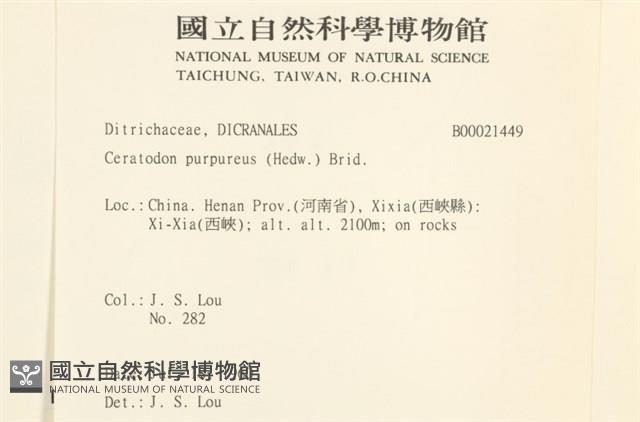 國立自然科學博物館
NATIONAL MUSEUM OF NATURAL SCIENCE
TAICHUNG, TAIWAN, R.O.CHINA
Ditrichaceae, DICRANALES B00021449
Ceratodon purpureus (Hedw.) Brid.
Loc.: China. Henan Prov.(河南省), Xixia(西峽縣):
Xi-Xia(西峽); alt. alt. 2100m; on rocks
Col.: J. S. Lou
No. 282
國立自然科學博物館
NATIONAL MUSEUM OF NATURAL SCIENCE
Det.: J. S. Lou